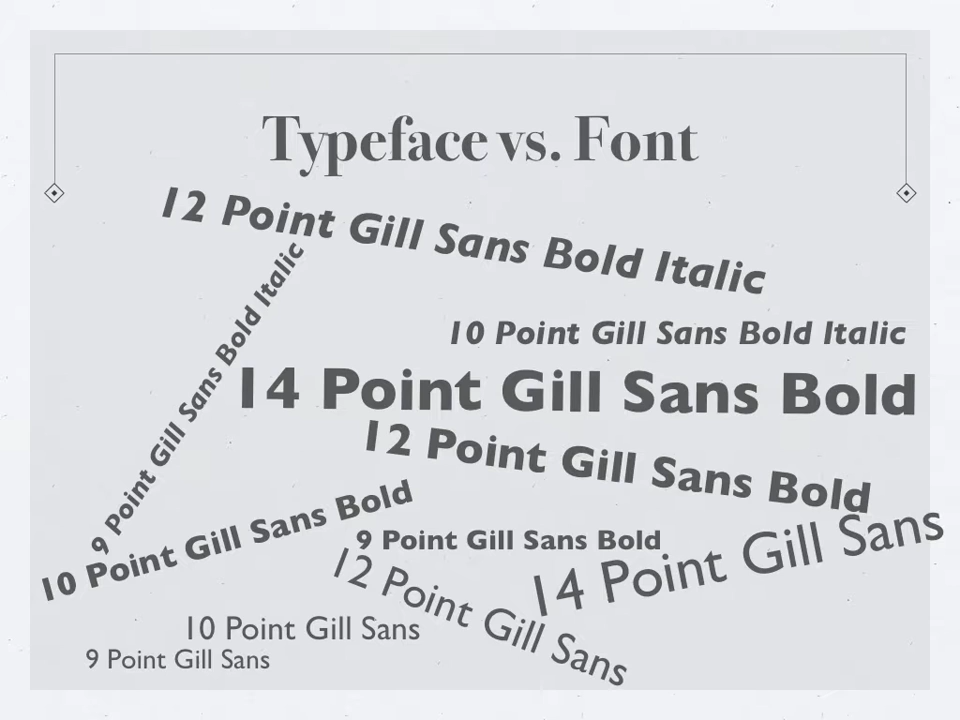 Typeface vs. Font
12 Point Gill Sans Bold Italic
9 Point Gill Sans Bold Italic
10 Point Gill Sans Bold Italic
14 Point Gill Sans Bold
12 Point Gill Sans Bold
10 Point Gill Sans Bold
9 Point Gill Sans Bold
14 Point Gill Sans
12 Point Gill Sans
10 Point Gill Sans
9 Point Gill Sans